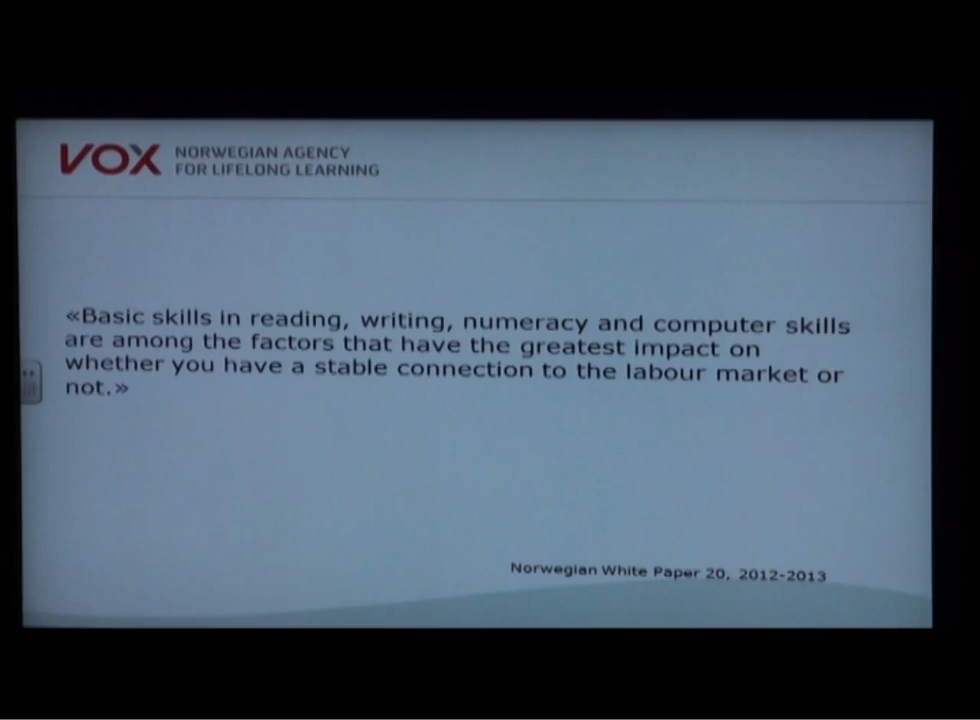 VOX NORWEGIAN AGENCY
FOR LIFELONG LEARNING
«Basic skills in reading, writing, numeracy and computer skills
are among the factors that have the greatest impact on
whether you have a stable connection to the labour market or
not.»
Norwegian White Paper 20, 2012-2013